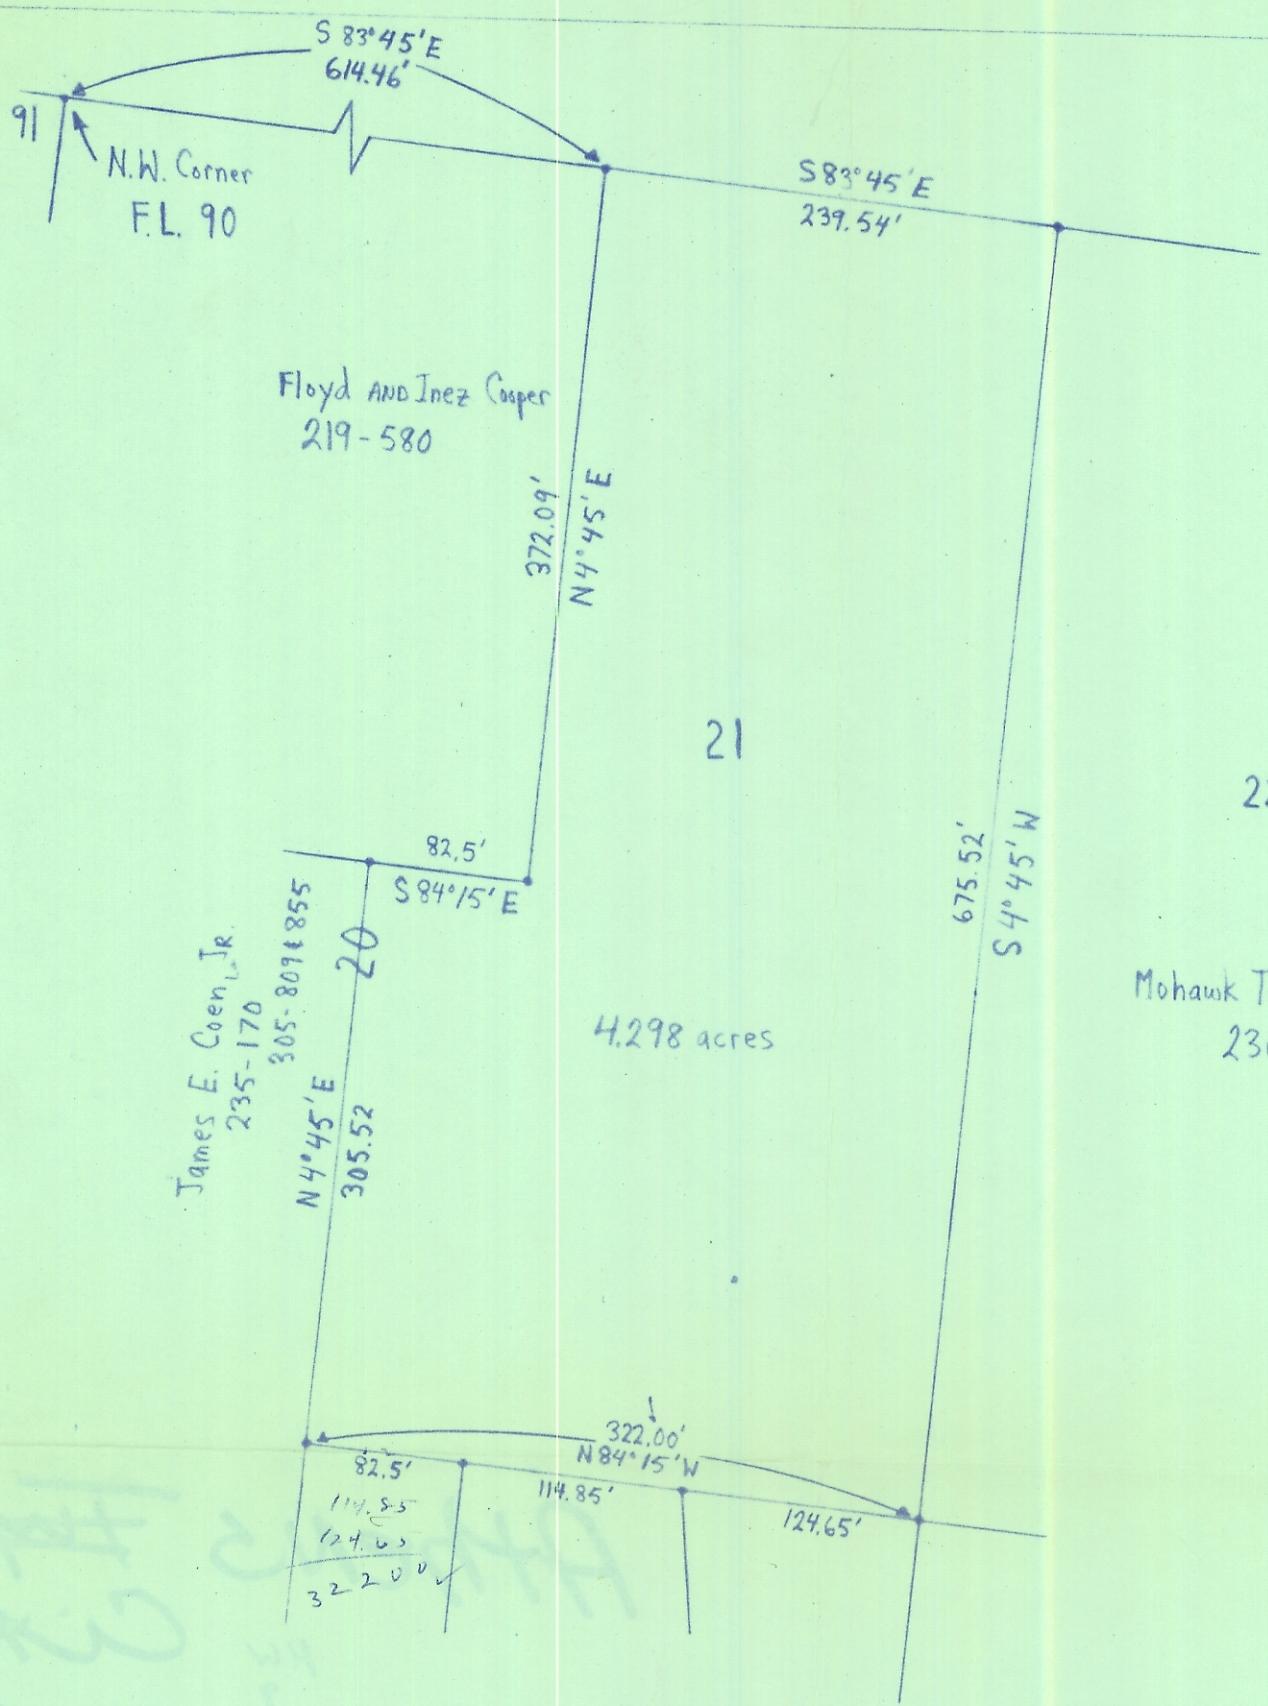 S 83°45' E
614.46'
91
N.W. Corner
F.L. 90
S 83°45' E
239.54'
Floyd AND Inez Cooper
219-580
372.09'
N 4°45' E
21
82.5'
S 84°15' E
675.52'
S 4°45' W
James E. Coen, JR.
235-170
305-809 & 855
20
N 4°45' E
305.52
4.298 acres
Mohawk
322.00'
N 84°15' W
82.5'
114.85'
124.65'
114.85
124.65
322.00